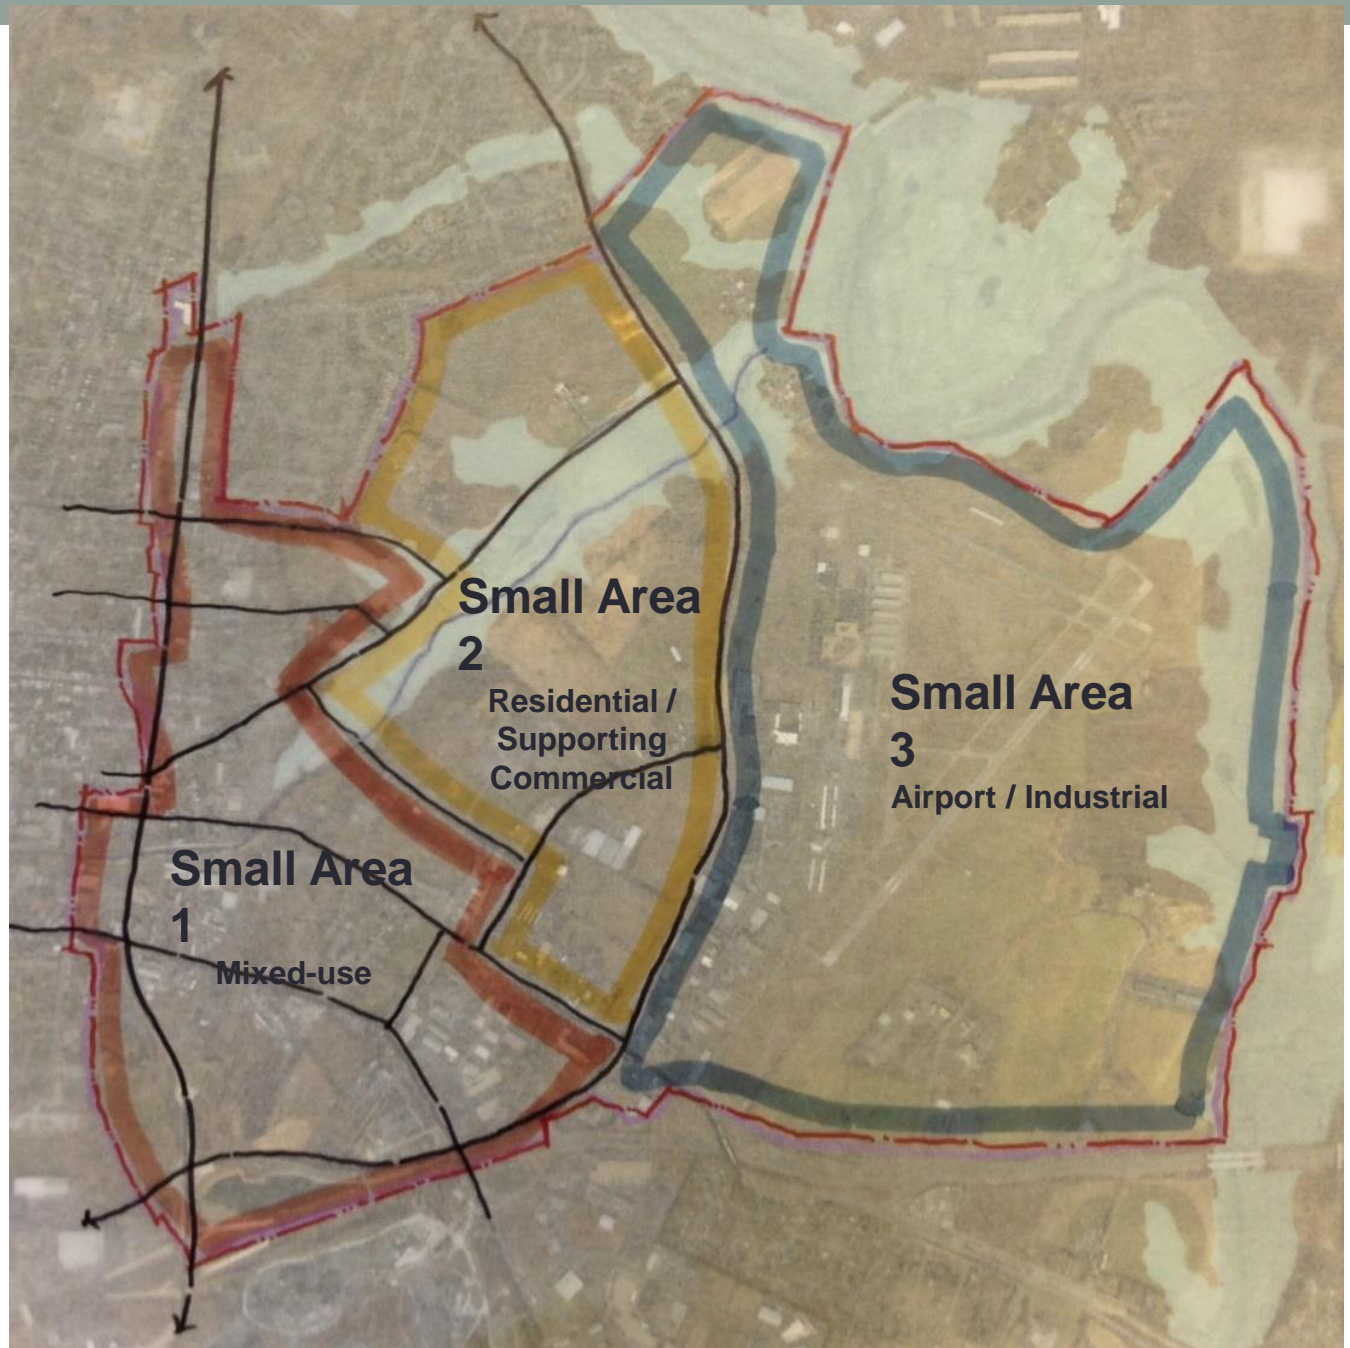 Small Area
2
Residential /
Supporting
Commercial
Small Area
3
Airport / Industrial
Small Area
1
Mixed-use